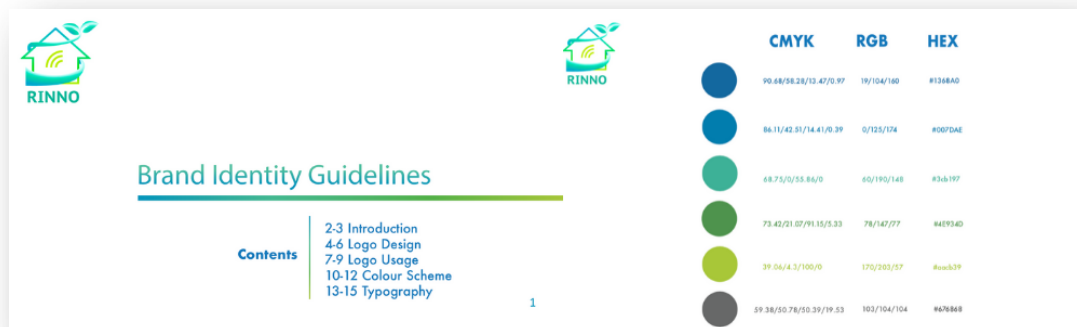 RINNO
Brand Identity Guidelines
Contents
2-3 Introduction
4-6 Logo Design
7-9 Logo Usage
10-12 Colour Scheme
13-15 Typography
1
RINNO
CMYK RGB HEX
90.68/58.28/13.47/0.97 19/104/160 #1368A0
86.11/42.51/14.41/0.39 0/125/174 #007DAE
68.75/0/53.86/0 60/190/148 #3cb197
73.42/21.07/91.15/5.33 78/147/77 #4E934D
39.06/4.3/100/0 170/203/57 #aacb39
59.38/50.78/50.39/19.53 103/104/104 #676868